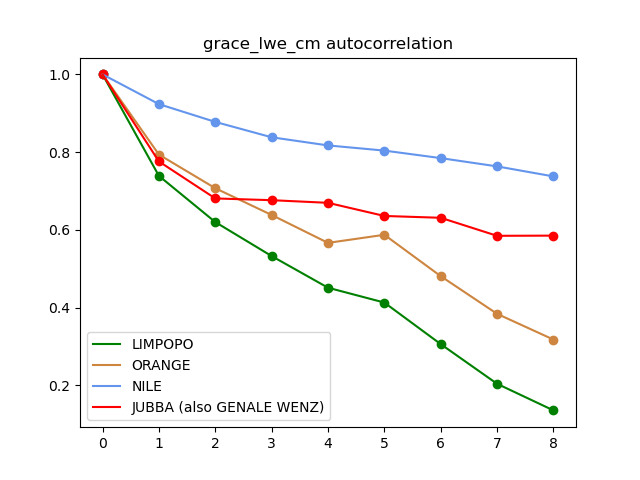 grace_lwe_cm autocorrelation
1.0
0.8
0.6
0.4
0.2
LIMPOPO
ORANGE
NILE
JUBBA (also GENALE WENZ)
0 1 2 3 4 5 6 7 8